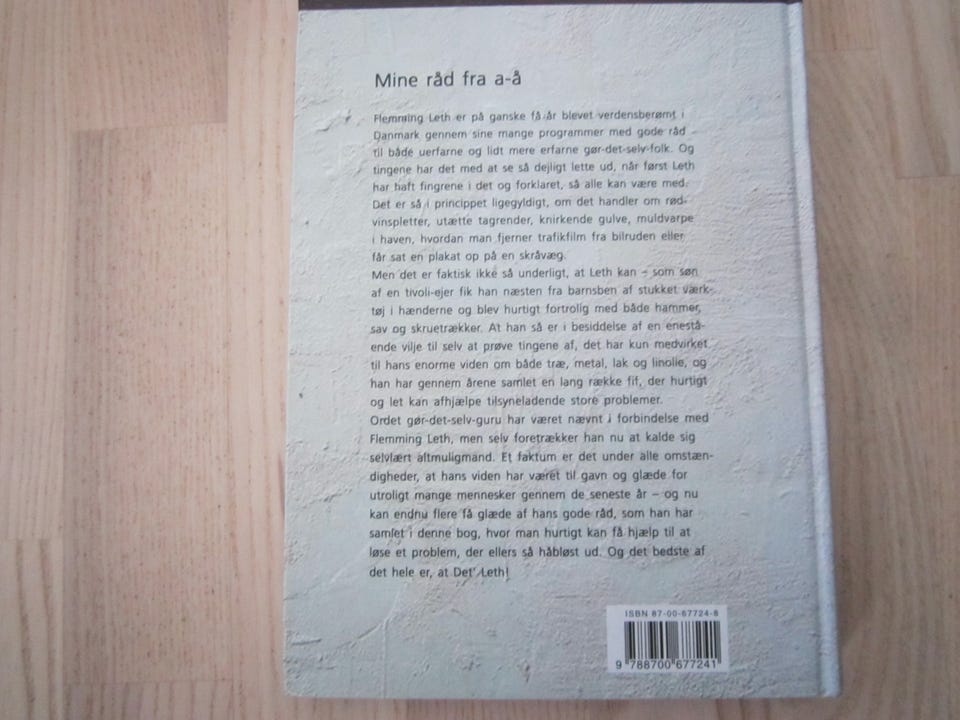 Mine råd fra a-å
Flemming Leth er på ganske få år blevet verdensberømt i
Danmark gennem sine mange programmer med gode råd
til både uerfarne og lidt mere erfarne gør-det-selv-folk. Og
tingene har det med at se så dejligt lette ud, når først Leth
har haft fingrene i det og forklaret, så alle kan være med.
Det er så i princippet ligegyldigt, om det handler om rød-
vinspletter, utætte tagrender, knirkende gulve, muldvarpe
i haven, hvordan man fjerner trafikfilm fra bilruden eller
får sat en plakat op på en skråvæg.
Men det er faktisk ikke så underligt, at Leth kan – som søn
af en tivoli-ejer fik han næsten fra barnsben af stukket værk-
tøj i hænderne og blev hurtigt fortrolig med både hammer,
sav og skruetrækker. At han så er i besiddelse af en enestå-
ende vilje til selv at prøve tingene af, det har kun medvirket
til hans enorme viden om både træ, metal, lak og linolie, og
han har gennem årene samlet en lang række fif, der hurtigt
og let kan afhjælpe tilsyneladende store problemer.
Ordet gør-det-selv-guru har været nævnt i forbindelse med
Flemming Leth, men selv foretrækker han nu at kalde sig
selvlært altmuligmand. Et faktum er det under alle omstæn-
digheder, at hans viden har været til gavn og glæde for
utroligt mange mennesker gennem de seneste år – og nu
kan endnu flere få glæde af hans gode råd, som han har
samlet i denne bog, hvor man hurtigt kan få hjælp til at
løse et problem, der ellers så håbløst ud. Og det bedste af
det hele er, at Det' Leth!
ISBN 87-00-67724-8
9 788700 677241